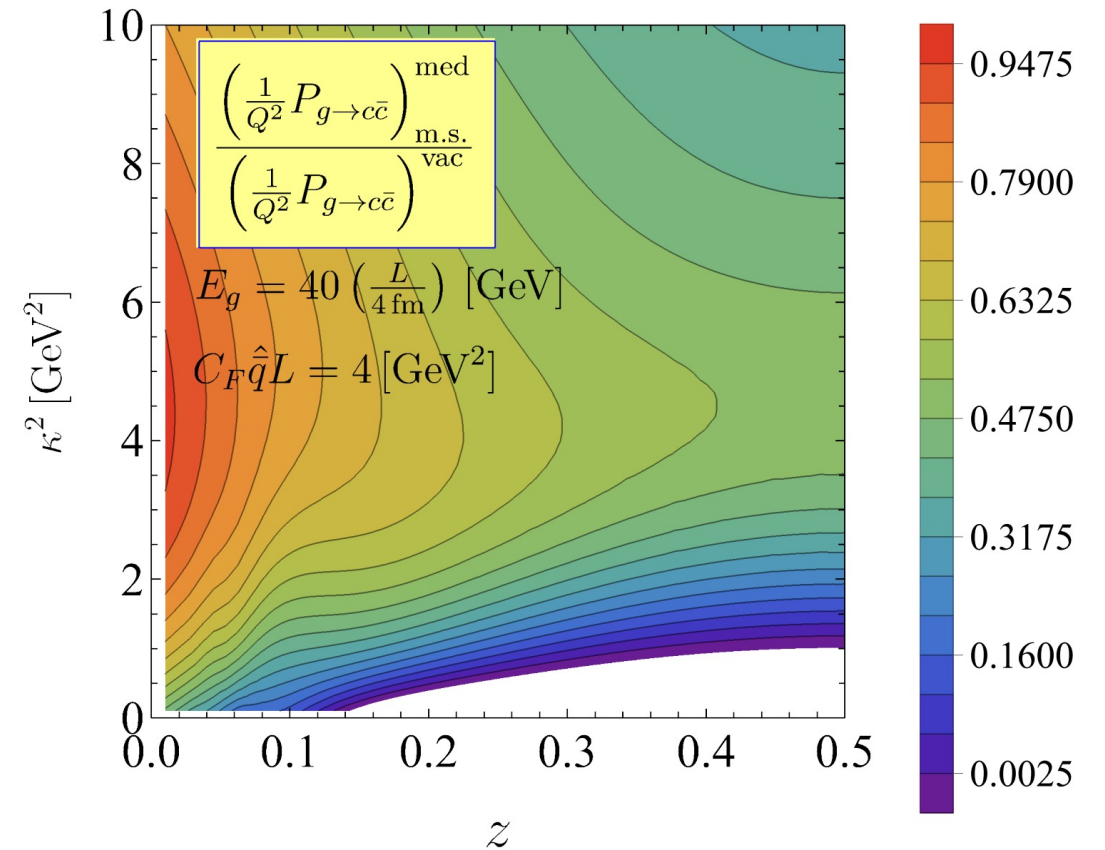 10
8
6
4
2
0
κ² [GeV²]
(1/Q² P_{g→cc̄})^{med}
(1/Q² P_{g→cc̄})^{vac}_{m.s.}
E_g = 40 (L/4 fm) [GeV]
C_F q̂̄L = 4 [GeV²]
0.0 0.1 0.2 0.3 0.4 0.5
z
0.9475
0.7900
0.6325
0.4750
0.3175
0.1600
0.0025